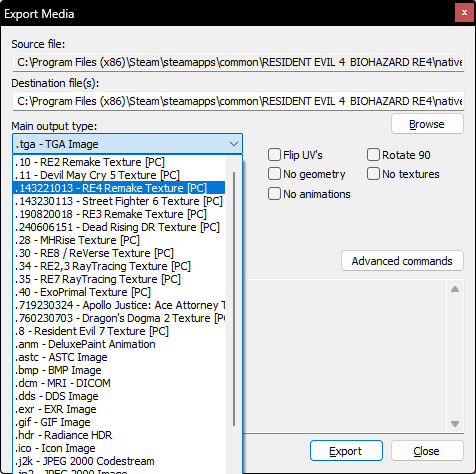 Export Media
Source file:
C:\Program Files (x86)\Steam\steamapps\common\RESIDENT EVIL 4 BIOHAZARD RE4\native
Destination file(s):
C:\Program Files (x86)\Steam\steamapps\common\RESIDENT EVIL 4 BIOHAZARD RE4\native
Main output type:
Browse
.tga - TGA Image
Flip UV's
Rotate 90
No geometry
No textures
No animations
Advanced commands
.10 - RE2 Remake Texture [PC]
.11 - Devil May Cry 5 Texture [PC]
.143221013 - RE4 Remake Texture [PC]
.143230113 - Street Fighter 6 Texture [PC]
.190820018 - RE3 Remake Texture [PC]
.240606151 - Dead Rising DR Texture [PC]
.28 - MHRise Texture [PC]
.30 - RE8 / ReVerse Texture [PC]
.34 - RE2,3 RayTracing Texture [PC]
.35 - RE7 RayTracing Texture [PC]
.40 - ExoPrimal Texture [PC]
.719230324 - Apollo Justice: Ace Attorney T
.760230703 - Dragon's Dogma 2 Texture [PC]
.8 - Resident Evil 7 Texture [PC]
.anm - DeluxePaint Animation
.astc - ASTC Image
.bmp - BMP Image
.dcm - MRI - DICOM
.dds - DDS Image
.exr - EXR Image
.gif - GIF Image
.hdr - Radiance HDR
.ico - Icon Image
.j2k - JPEG 2000 Codestream
.jp2 - JPEG 2000 Image
Export
Close